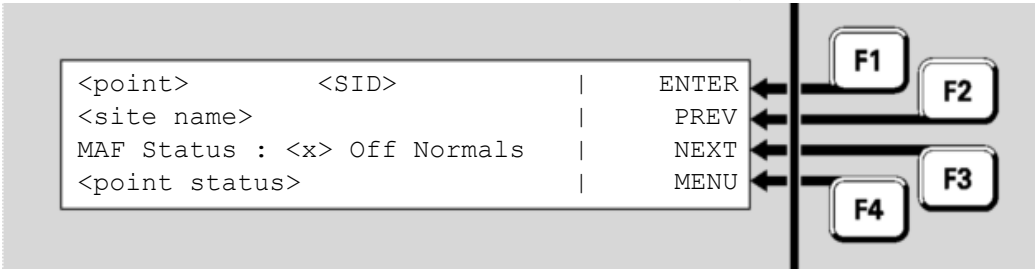 <point> <SID> | ENTER
<site name> | PREV
MAF Status : <x> Off Normals | NEXT
<point status> | MENU
F1
F2
F3
F4